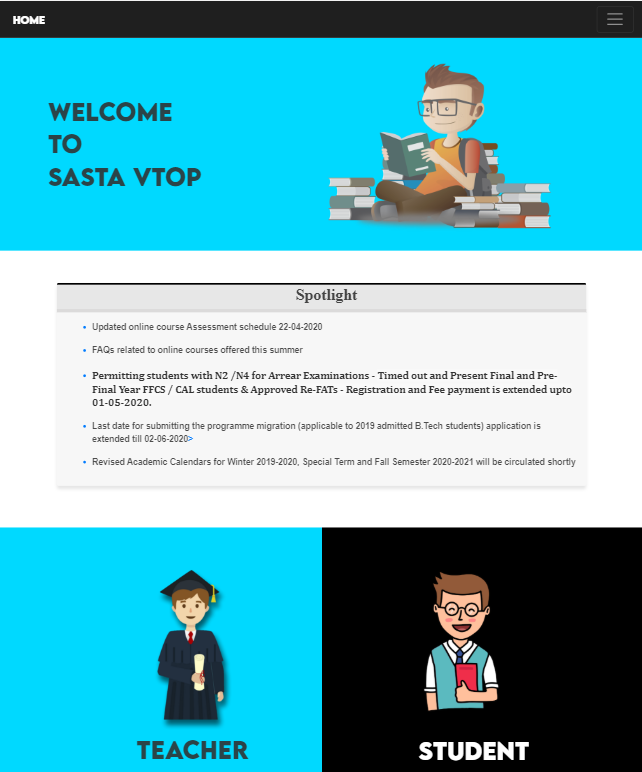 HOME
WELCOME
TO
SASTA VTOP
Spotlight
Updated online course Assessment schedule 22-04-2020
FAQs related to online courses offered this summer
Permitting students with N2 /N4 for Arrear Examinations - Timed out and Present Final and Pre-
Final Year FFCS / CAL students & Approved Re-FATs - Registration and Fee payment is extended upto
01-05-2020.
Last date for submitting the programme migration (applicable to 2019 admitted B.Tech students) application is
extended till 02-06-2020>
Revised Academic Calendars for Winter 2019-2020, Special Term and Fall Semester 2020-2021 will be circulated shortly
TEACHER
STUDENT